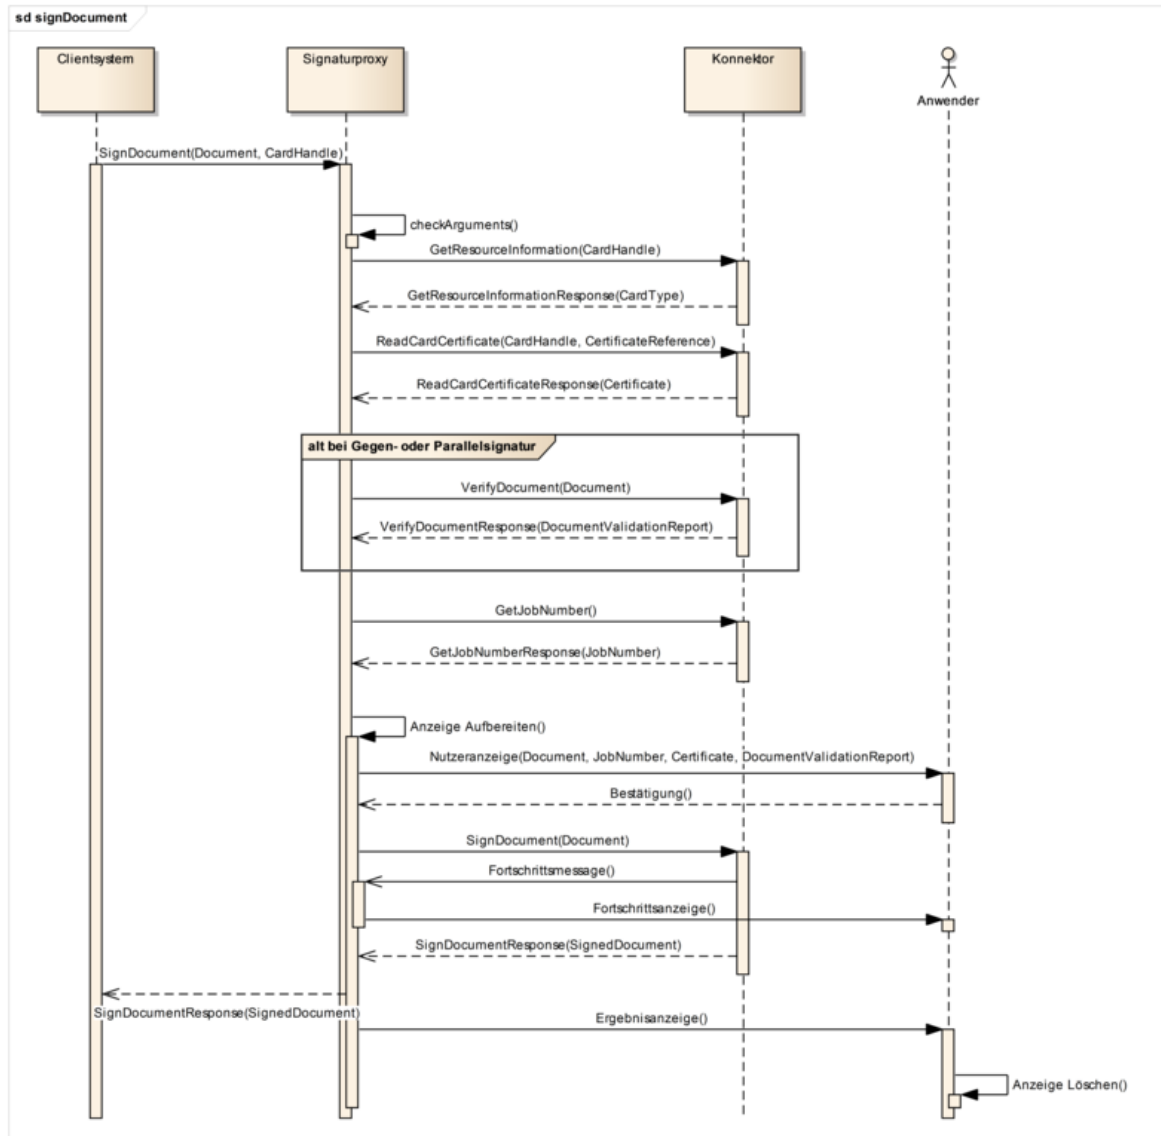 sd signDocument
Clientsystem
Signaturproxy
Konnektor
Anwender
SignDocument(Document, CardHandle)
checkArguments()
GetResourceInformation(CardHandle)
GetResourceInformationResponse(CardType)
ReadCardCertificate(CardHandle, CertificateReference)
ReadCardCertificateResponse(Certificate)
alt bei Gegen- oder Parallelsignatur
VerifyDocument(Document)
VerifyDocumentResponse(DocumentValidationReport)
GetJobNumber()
GetJobNumberResponse(JobNumber)
Anzeige Aufbereiten()
Nutzeranzeige(Document, JobNumber, Certificate, DocumentValidationReport)
Bestätigung()
SignDocument(Document)
Fortschrittsmessage()
Fortschrittsanzeige()
SignDocumentResponse(SignedDocument)
SignDocumentResponse(SignedDocument)
Ergebnisanzeige()
Anzeige Löschen()